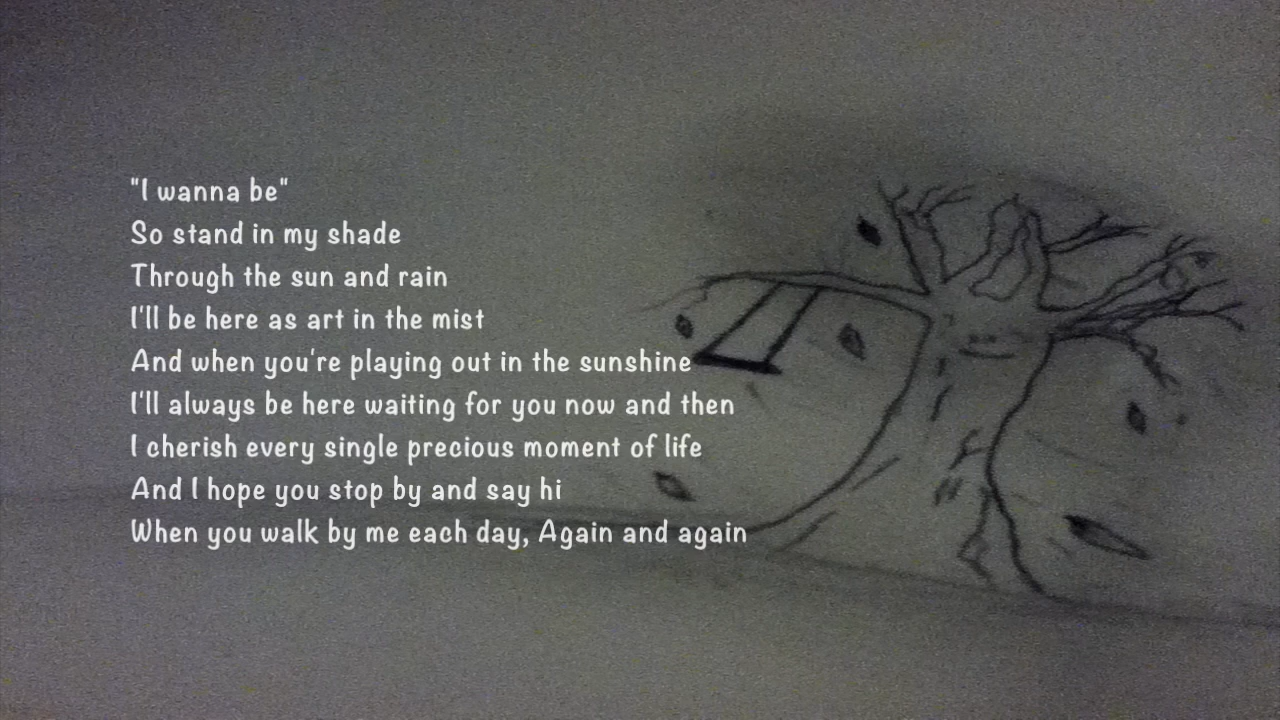 "I wanna be"
So stand in my shade
Through the sun and rain
I'll be here as art in the mist
And when you're playing out in the sunshine
I'll always be here waiting for you now and then
I cherish every single precious moment of life
And I hope you stop by and say hi
When you walk by me each day, Again and again